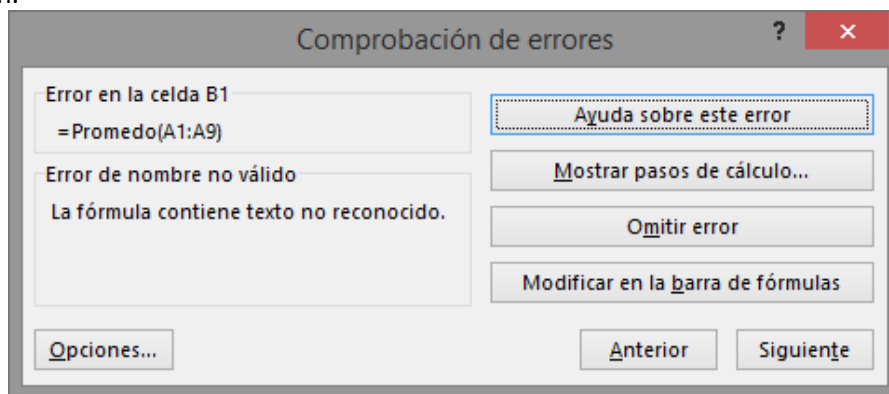 Comprobación de errores
?
×
Error en la celda B1
=Promedo(A1:A9)
Error de nombre no válido
La fórmula contiene texto no reconocido.
Ayuda sobre este error
Mostrar pasos de cálculo...
Omitir error
Modificar en la barra de fórmulas
Opciones...
Anterior
Siguiente